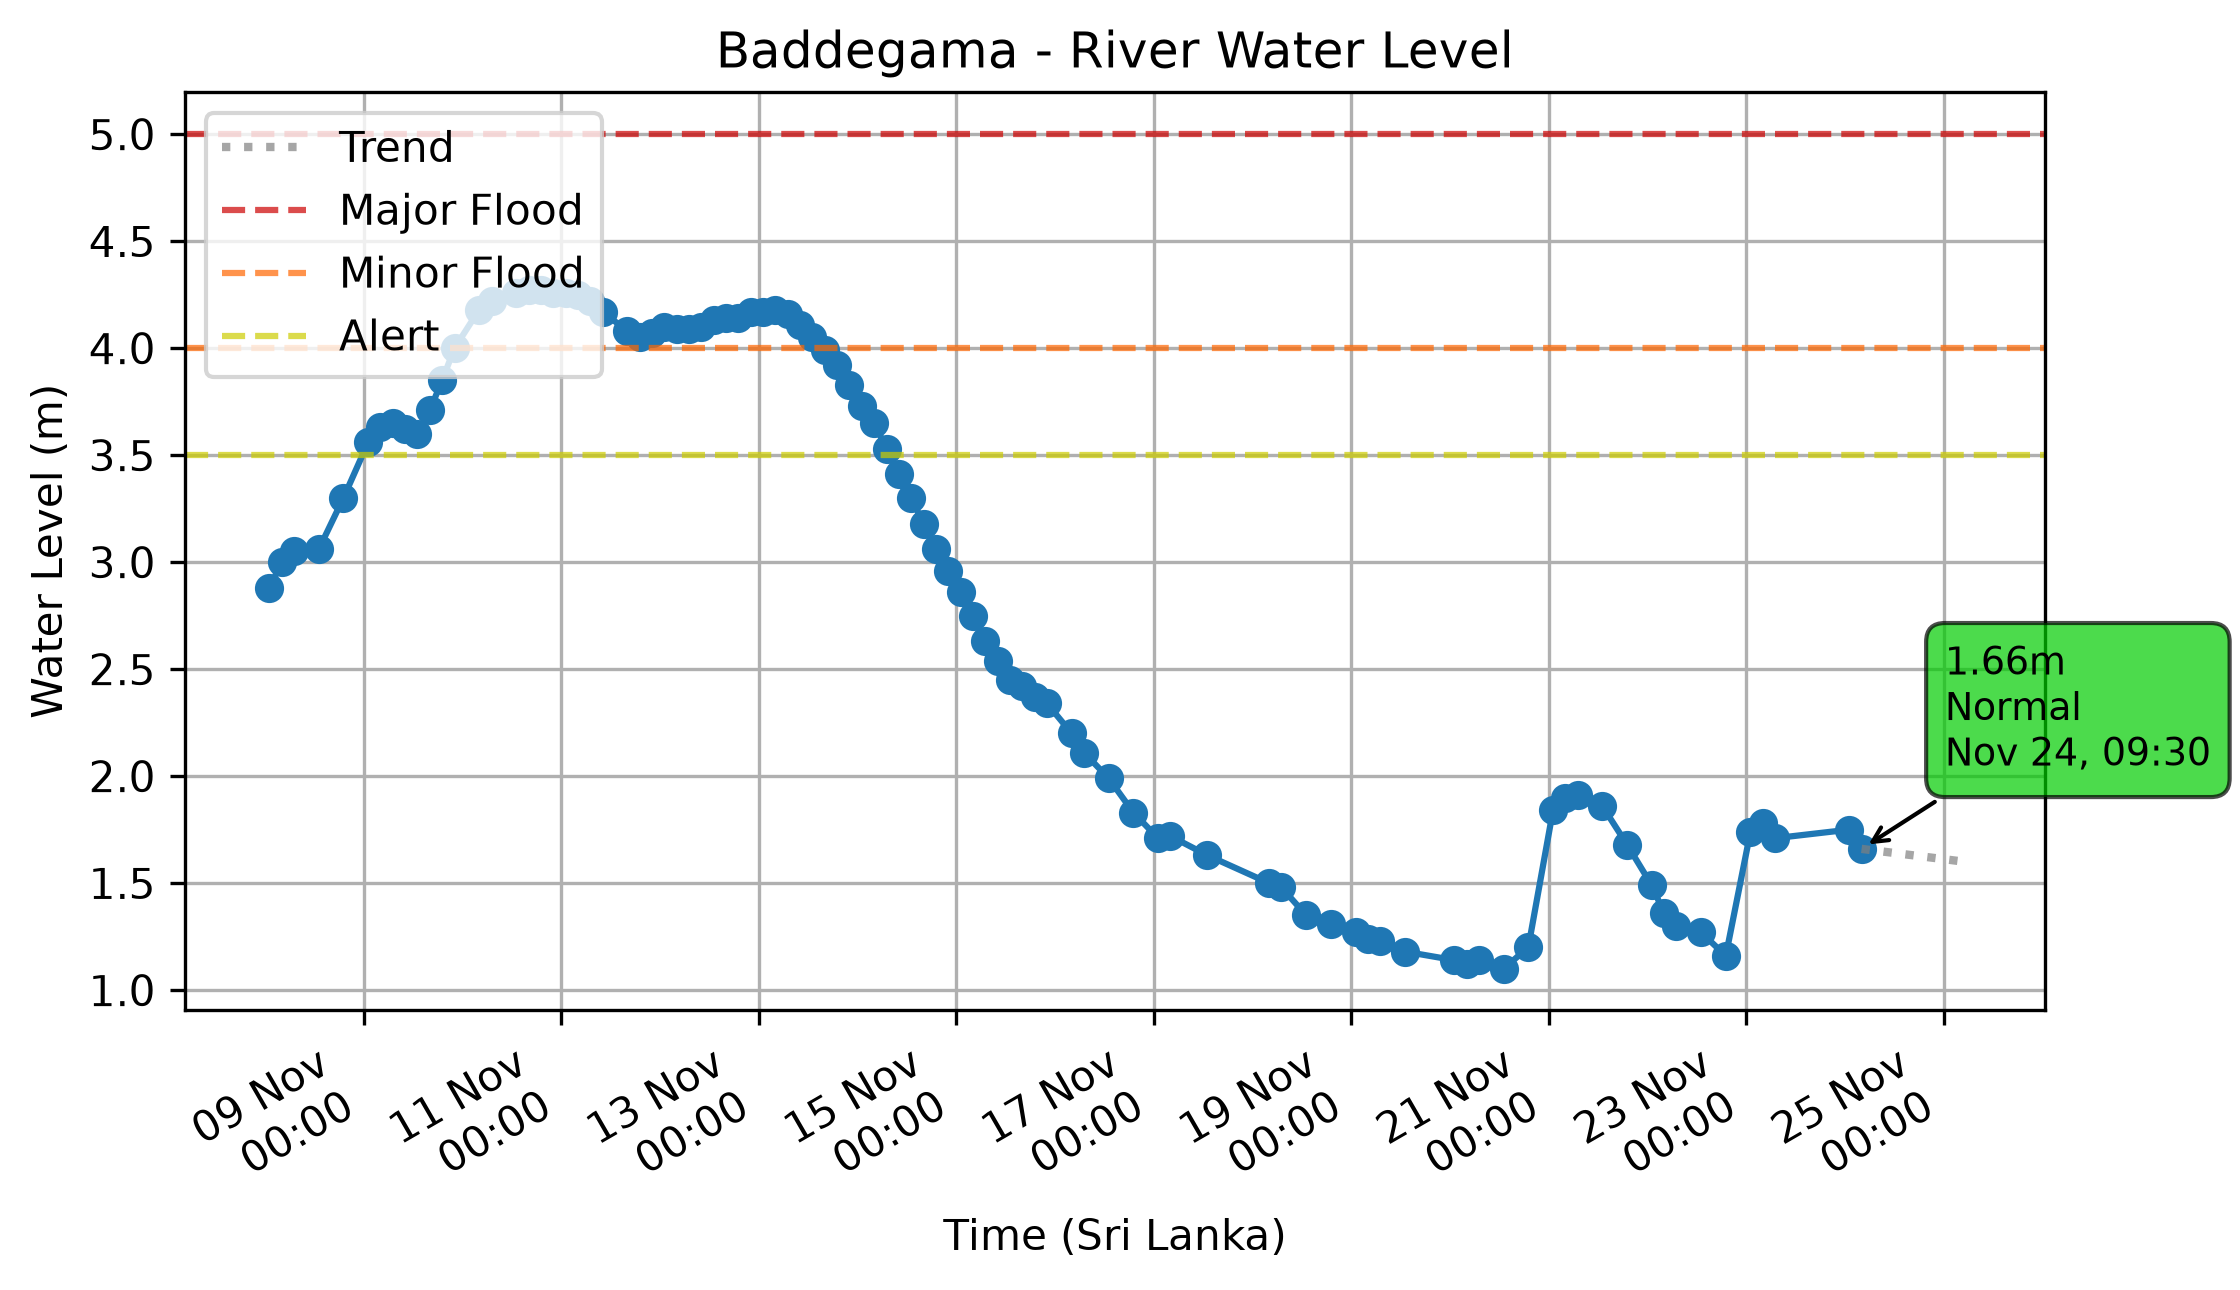 Baddegama - River Water Level
Trend
Major Flood
Minor Flood
Alert
5.0
4.5
4.0
3.5
3.0
2.5
2.0
1.5
1.0
Water Level (m)
1.66m
Normal
Nov 24, 09:30
09 Nov
00:00
11 Nov
00:00
13 Nov
00:00
15 Nov
00:00
17 Nov
00:00
19 Nov
00:00
21 Nov
00:00
23 Nov
00:00
25 Nov
00:00
Time (Sri Lanka)